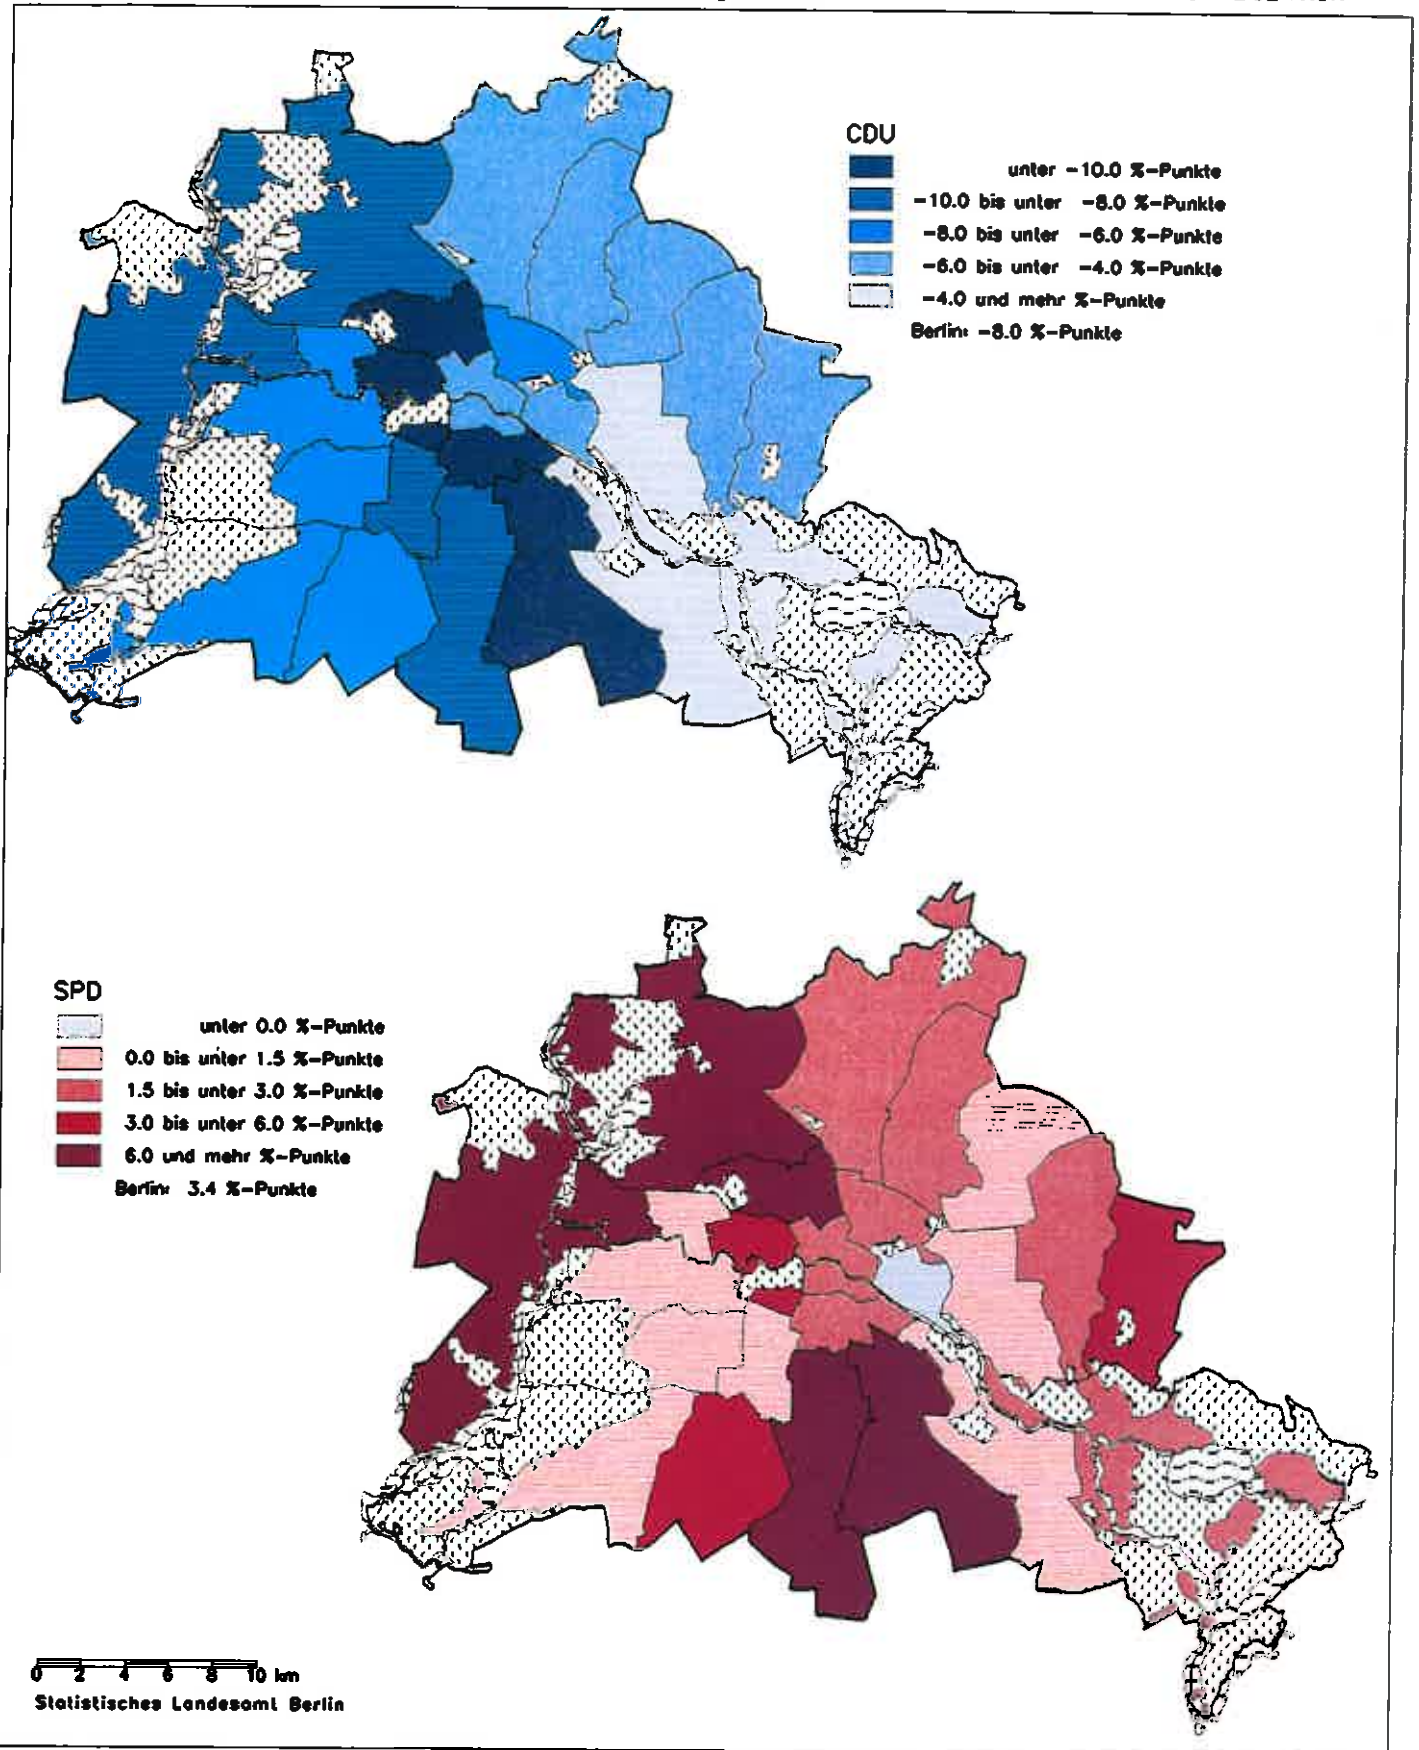 CDU
unter -10.0 %-Punkte
-10.0 bis unter -8.0 %-Punkte
-8.0 bis unter -6.0 %-Punkte
-6.0 bis unter -4.0 %-Punkte
-4.0 und mehr %-Punkte
Berlin: -8.0 %-Punkte
SPD
unter 0.0 %-Punkte
0.0 bis unter 1.5 %-Punkte
1.5 bis unter 3.0 %-Punkte
3.0 bis unter 6.0 %-Punkte
6.0 und mehr %-Punkte
Berlin: 3.4 %-Punkte
0 2 4 6 8 10 km
Statistisches Landesamt Berlin